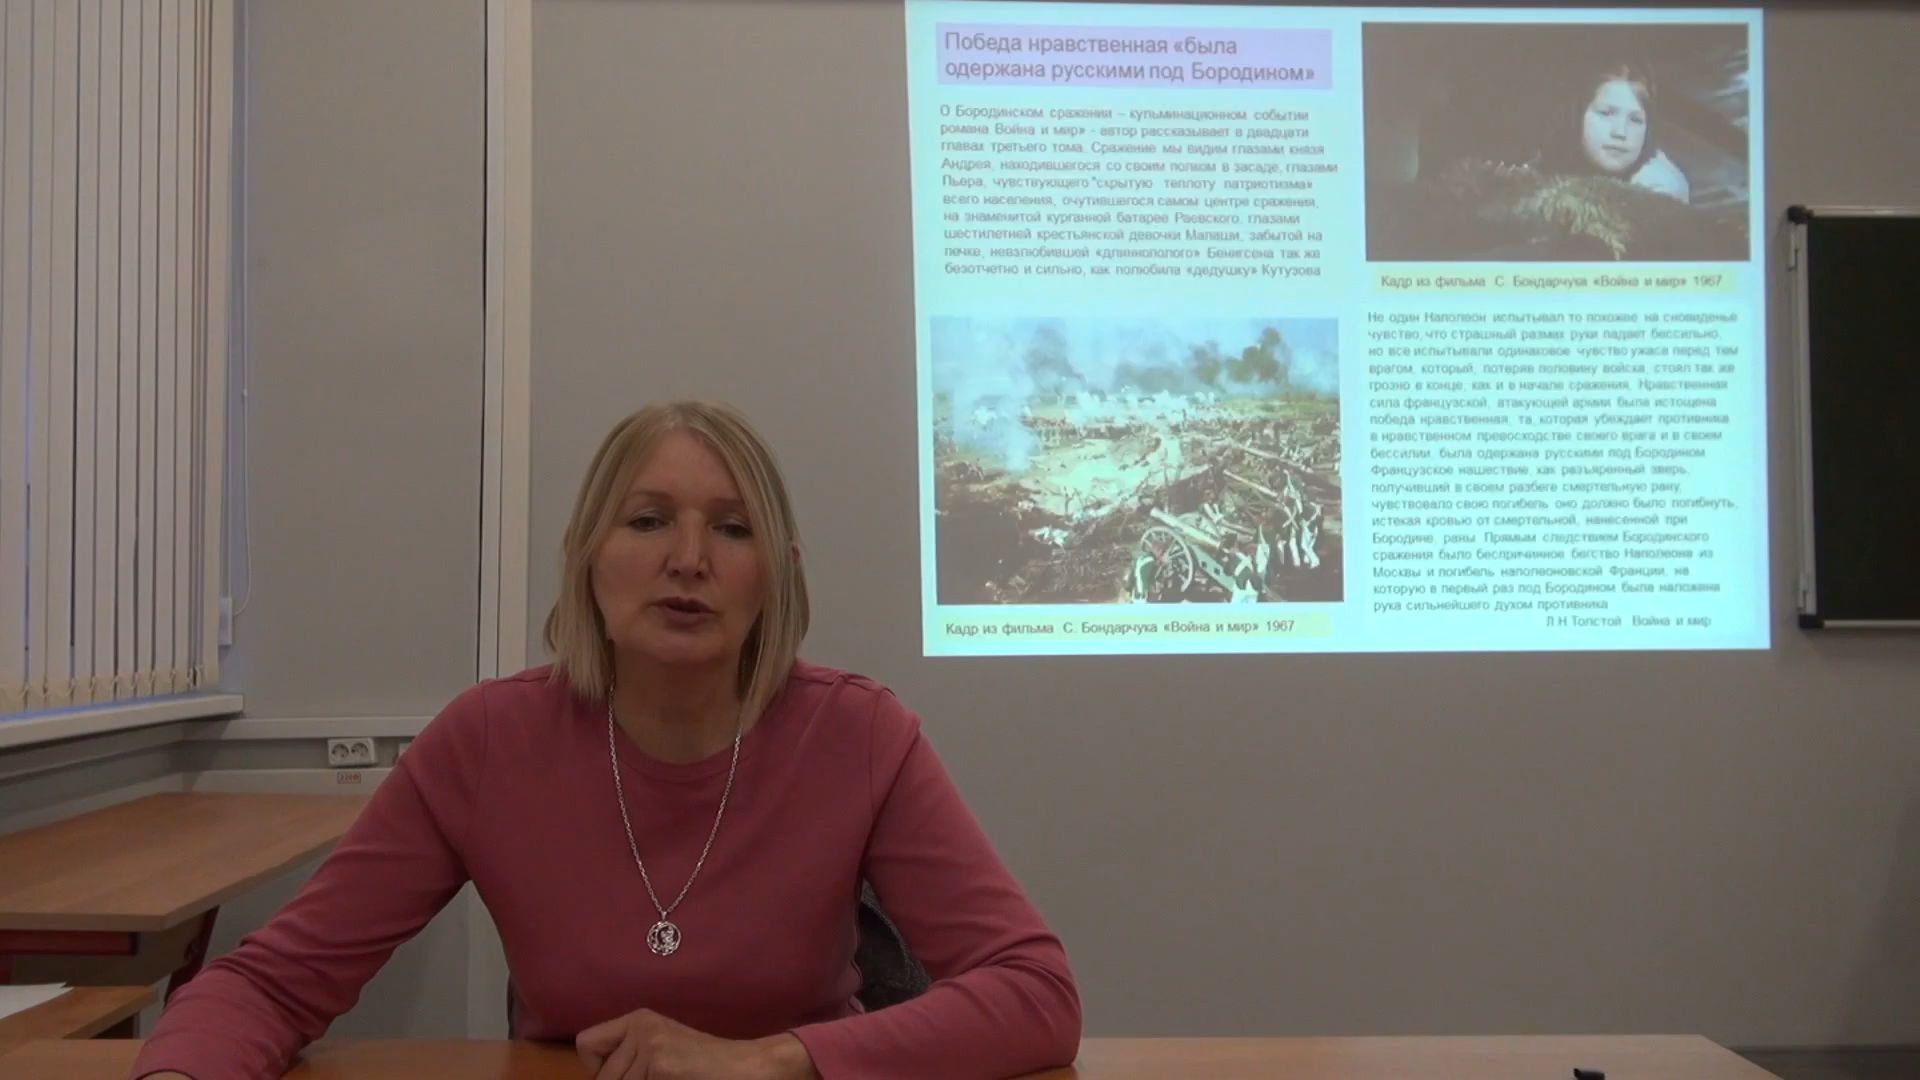 Победа нравственная «была
одержана русскими под Бородином»
О Бородинском сражении – кульминационном событии
романа Война и мир» - автор рассказывает в двадцати
главах третьего тома. Сражение мы видим глазами князя
Андрея, находившегося со своим полком в засаде, глазами
Пьера, чувствующего "скрытую теплоту патриотизма»
всего населения, очутившегося самом центре сражения,
на знаменитой курганной батарее Раевского, глазами
шестилетней крестьянской девочки Малаши, забытой на
печке, невзлюбившей «длиннополого» Бенигсена так же
безотчетно и сильно, как полюбила «дедушку» Кутузова
Кадр из фильма С. Бондарчука «Война и мир» 1967
Кадр из фильма С. Бондарчука «Война и мир» 1967
Не один Наполеон испытывал то похожее на сновиденье
чувство, что страшный размах руки падает бессильно,
но все испытывали одинаковое чувство ужаса перед тем
врагом, который, потеряв половину войска, стоял так же
грозно в конце, как и в начале сражения. Нравственная
сила французской, атакующей армии была истощена
победа нравственная, та, которая убеждает противника
в нравственном превосходстве своего врага и в своем
бессилии, была одержана русскими под Бородином
Французское нашествие, как разъяренный зверь,
получивший в своем разбеге смертельную рану,
чувствовало свою погибель оно должно было погибнуть,
истекая кровью от смертельной, нанесенной при
Бородине, раны. Прямым следствием Бородинского
сражения было беспричинное бегство Наполеона из
Москвы и погибель наполеоновской Франции, на
которую в первый раз под Бородином была наложена
рука сильнейшего духом противника
Л.Н.Толстой Война и мир